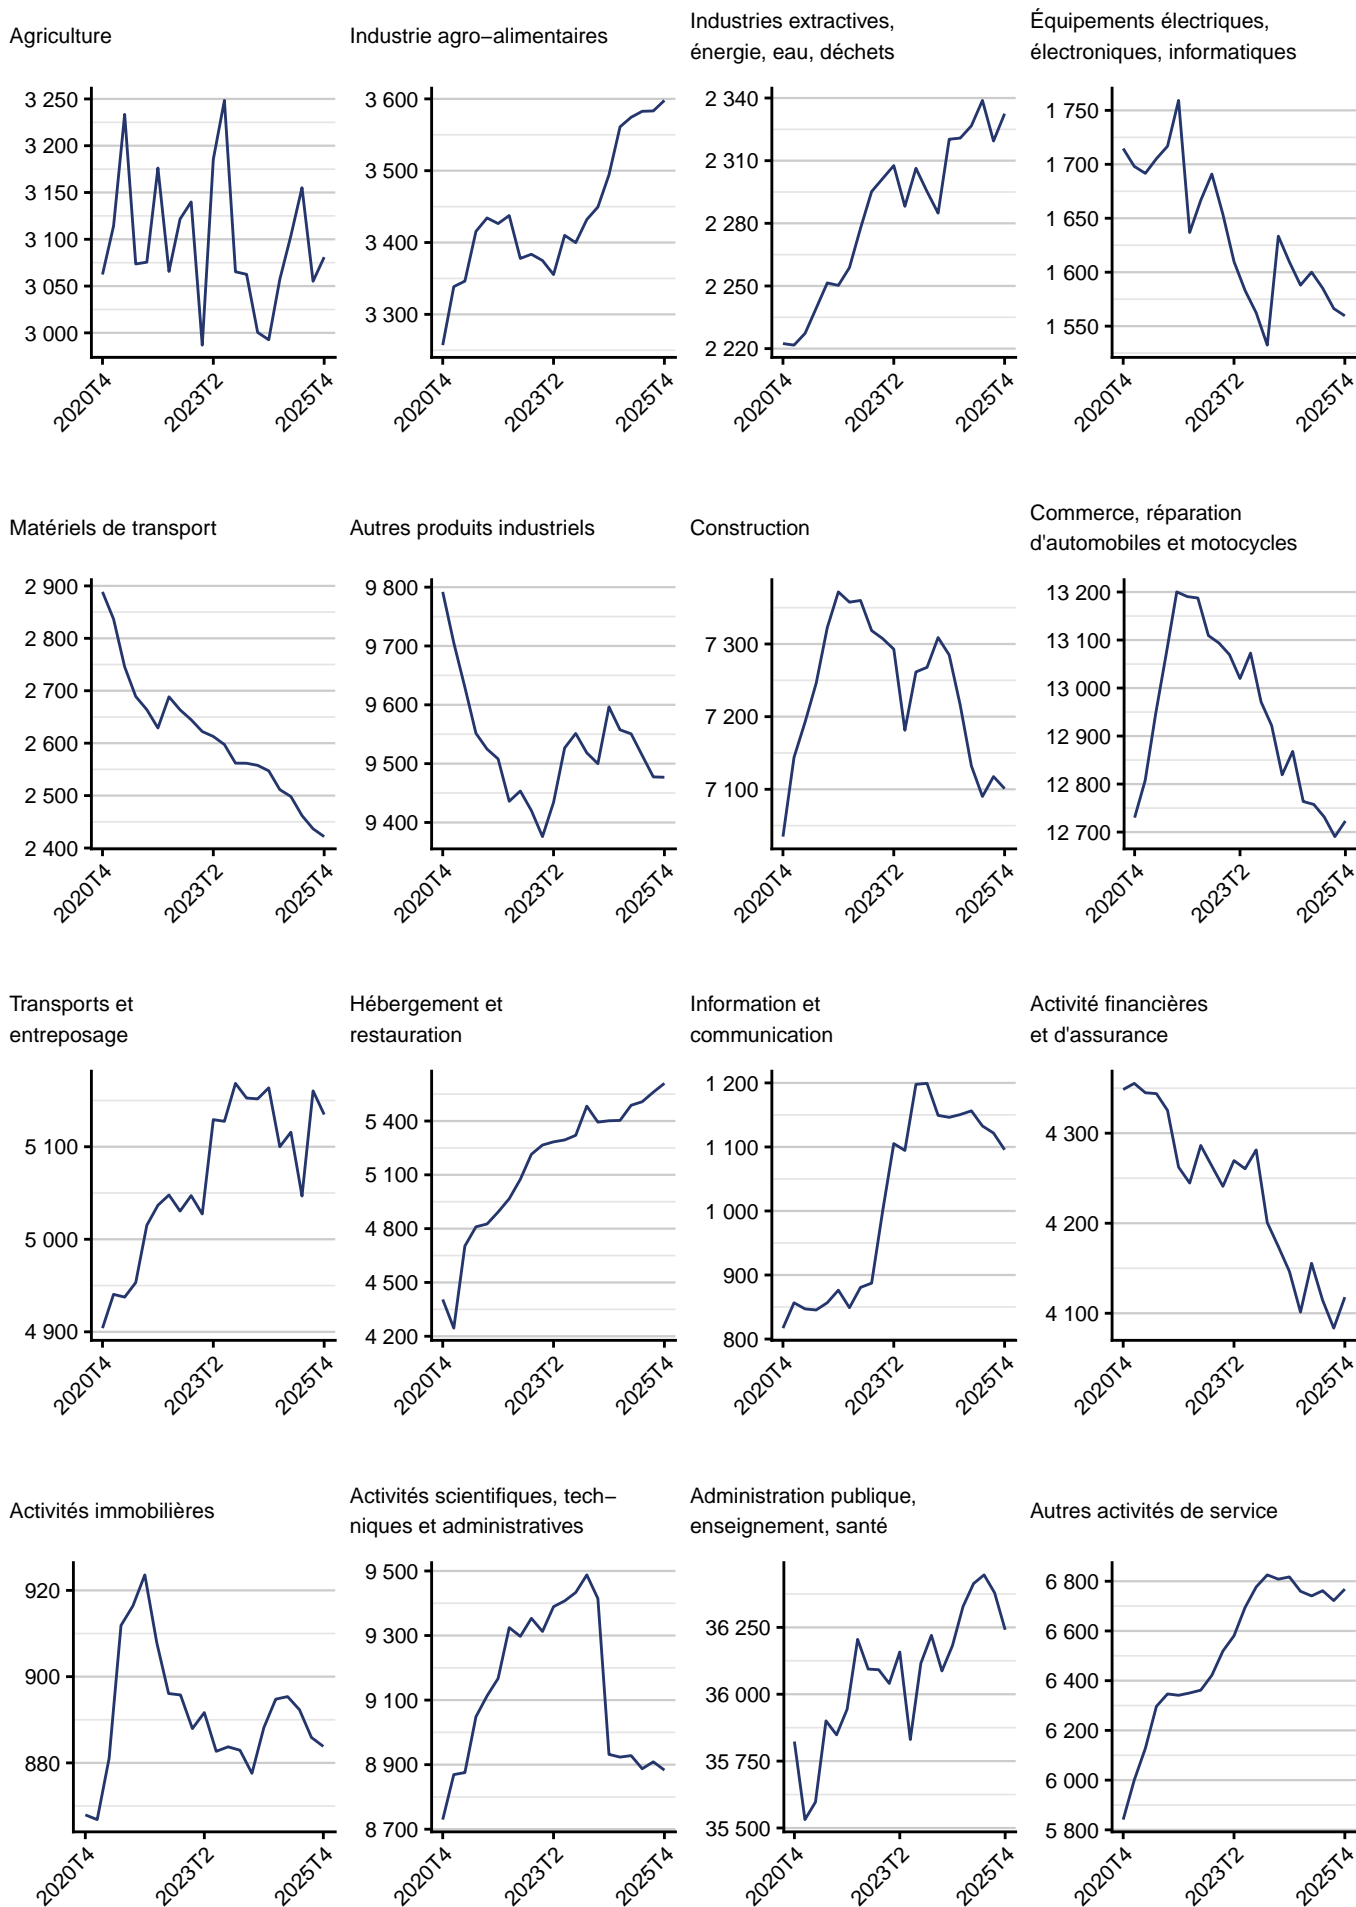 Agriculture
3 250
3 200
3 150
3 100
3 050
3 000
2020T4
2023T2
2025T4
Industrie agro−alimentaires
3 600
3 500
3 400
3 300
2020T4
2023T2
2025T4
Industries extractives,
énergie, eau, déchets
2 340
2 310
2 280
2 250
2 220
2020T4
2023T2
2025T4
Équipements électriques,
électroniques, informatiques
1 750
1 700
1 650
1 600
1 550
2020T4
2023T2
2025T4
Matériels de transport
2 900
2 800
2 700
2 600
2 500
2 400
2020T4
2023T2
2025T4
Autres produits industriels
9 800
9 700
9 600
9 500
9 400
2020T4
2023T2
2025T4
Construction
7 300
7 200
7 100
2020T4
2023T2
2025T4
Commerce, réparation
d'automobiles et motocycles
13 200
13 100
13 000
12 900
12 800
12 700
2020T4
2023T2
2025T4
Transports et
entreposage
5 100
5 000
4 900
2020T4
2023T2
2025T4
Hébergement et
restauration
5 400
5 100
4 800
4 500
4 200
2020T4
2023T2
2025T4
Information et
communication
1 200
1 100
1 000
900
800
2020T4
2023T2
2025T4
Activité financières
et d'assurance
4 300
4 200
4 100
2020T4
2023T2
2025T4
Activités immobilières
920
900
880
2020T4
2023T2
2025T4
Activités scientifiques, tech−
niques et administratives
9 500
9 300
9 100
8 900
8 700
2020T4
2023T2
2025T4
Administration publique,
enseignement, santé
36 250
36 000
35 750
35 500
2020T4
2023T2
2025T4
Autres activités de service
6 800
6 600
6 400
6 200
6 000
5 800
2020T4
2023T2
2025T4